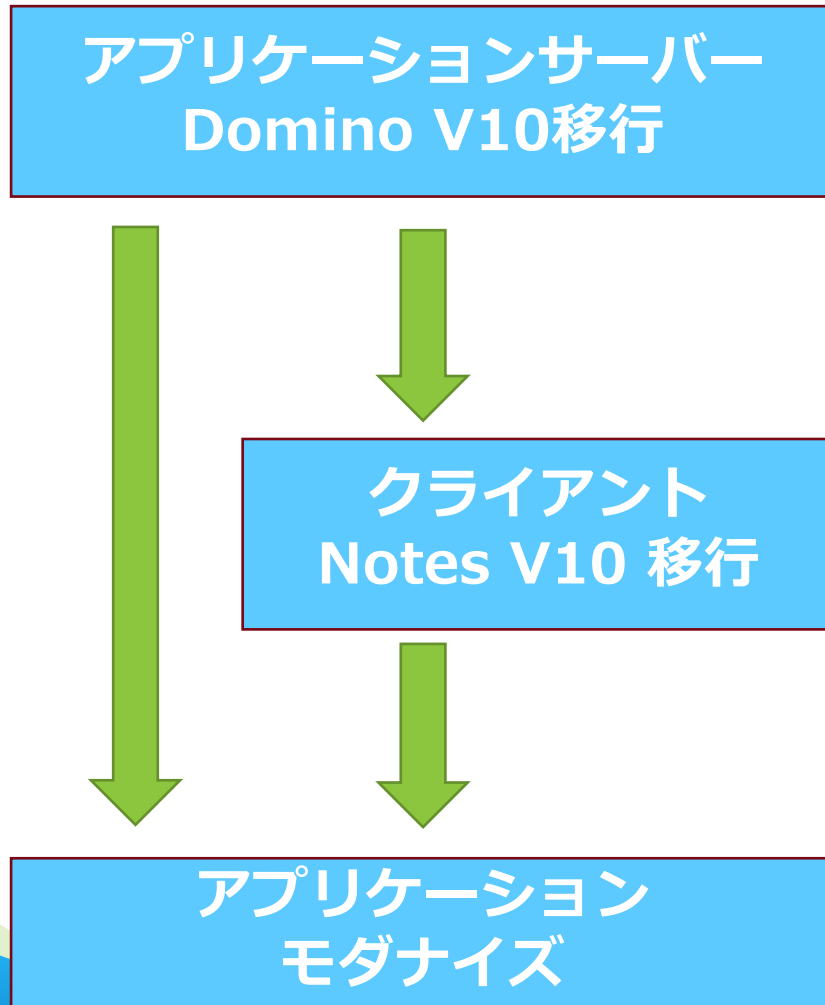 アプリケーションサーバー
Domino V10移行
クライアント
Notes V10 移行
アプリケーション
モダナイズ